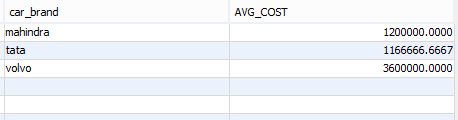 car_brand AVG_COST
mahindra 1200000.0000
tata 1166666.6667
volvo 3600000.0000